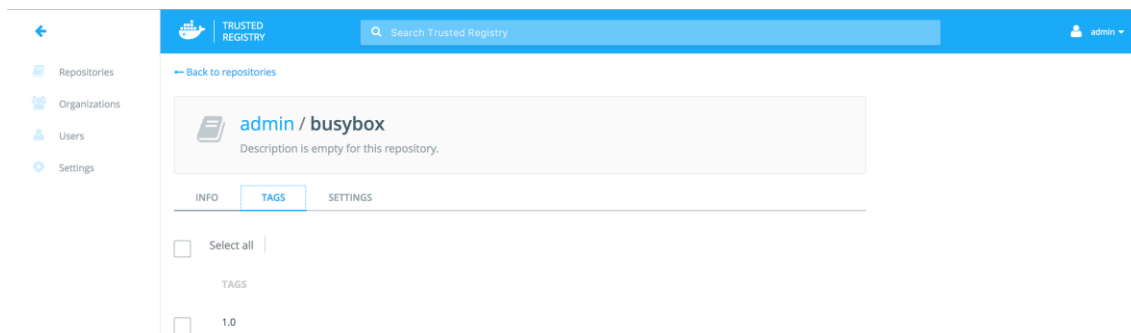 TRUSTED
REGISTRY
Search Trusted Registry
admin
Repositories
Organizations
Users
Settings
Back to repositories
admin / busybox
Description is empty for this repository.
INFO TAGS SETTINGS
Select all
TAGS
1.0